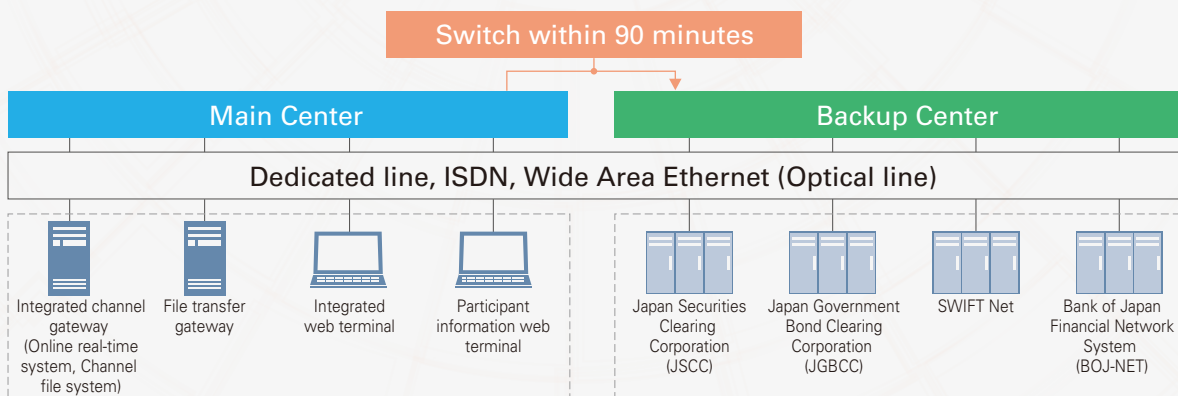 Switch within 90 minutes
Main Center
Backup Center
Dedicated line, ISDN, Wide Area Ethernet (Optical line)
Integrated channel
gateway
(Online real-time
system, Channel
file system)
File transfer
gateway
Integrated
web terminal
Participant
information web
terminal
Japan Securities
Clearing
Corporation
(JSCC)
Japan Government
Bond Clearing
Corporation
(JGBCC)
SWIFT Net
Bank of Japan
Financial Network
System
(BOJ-NET)